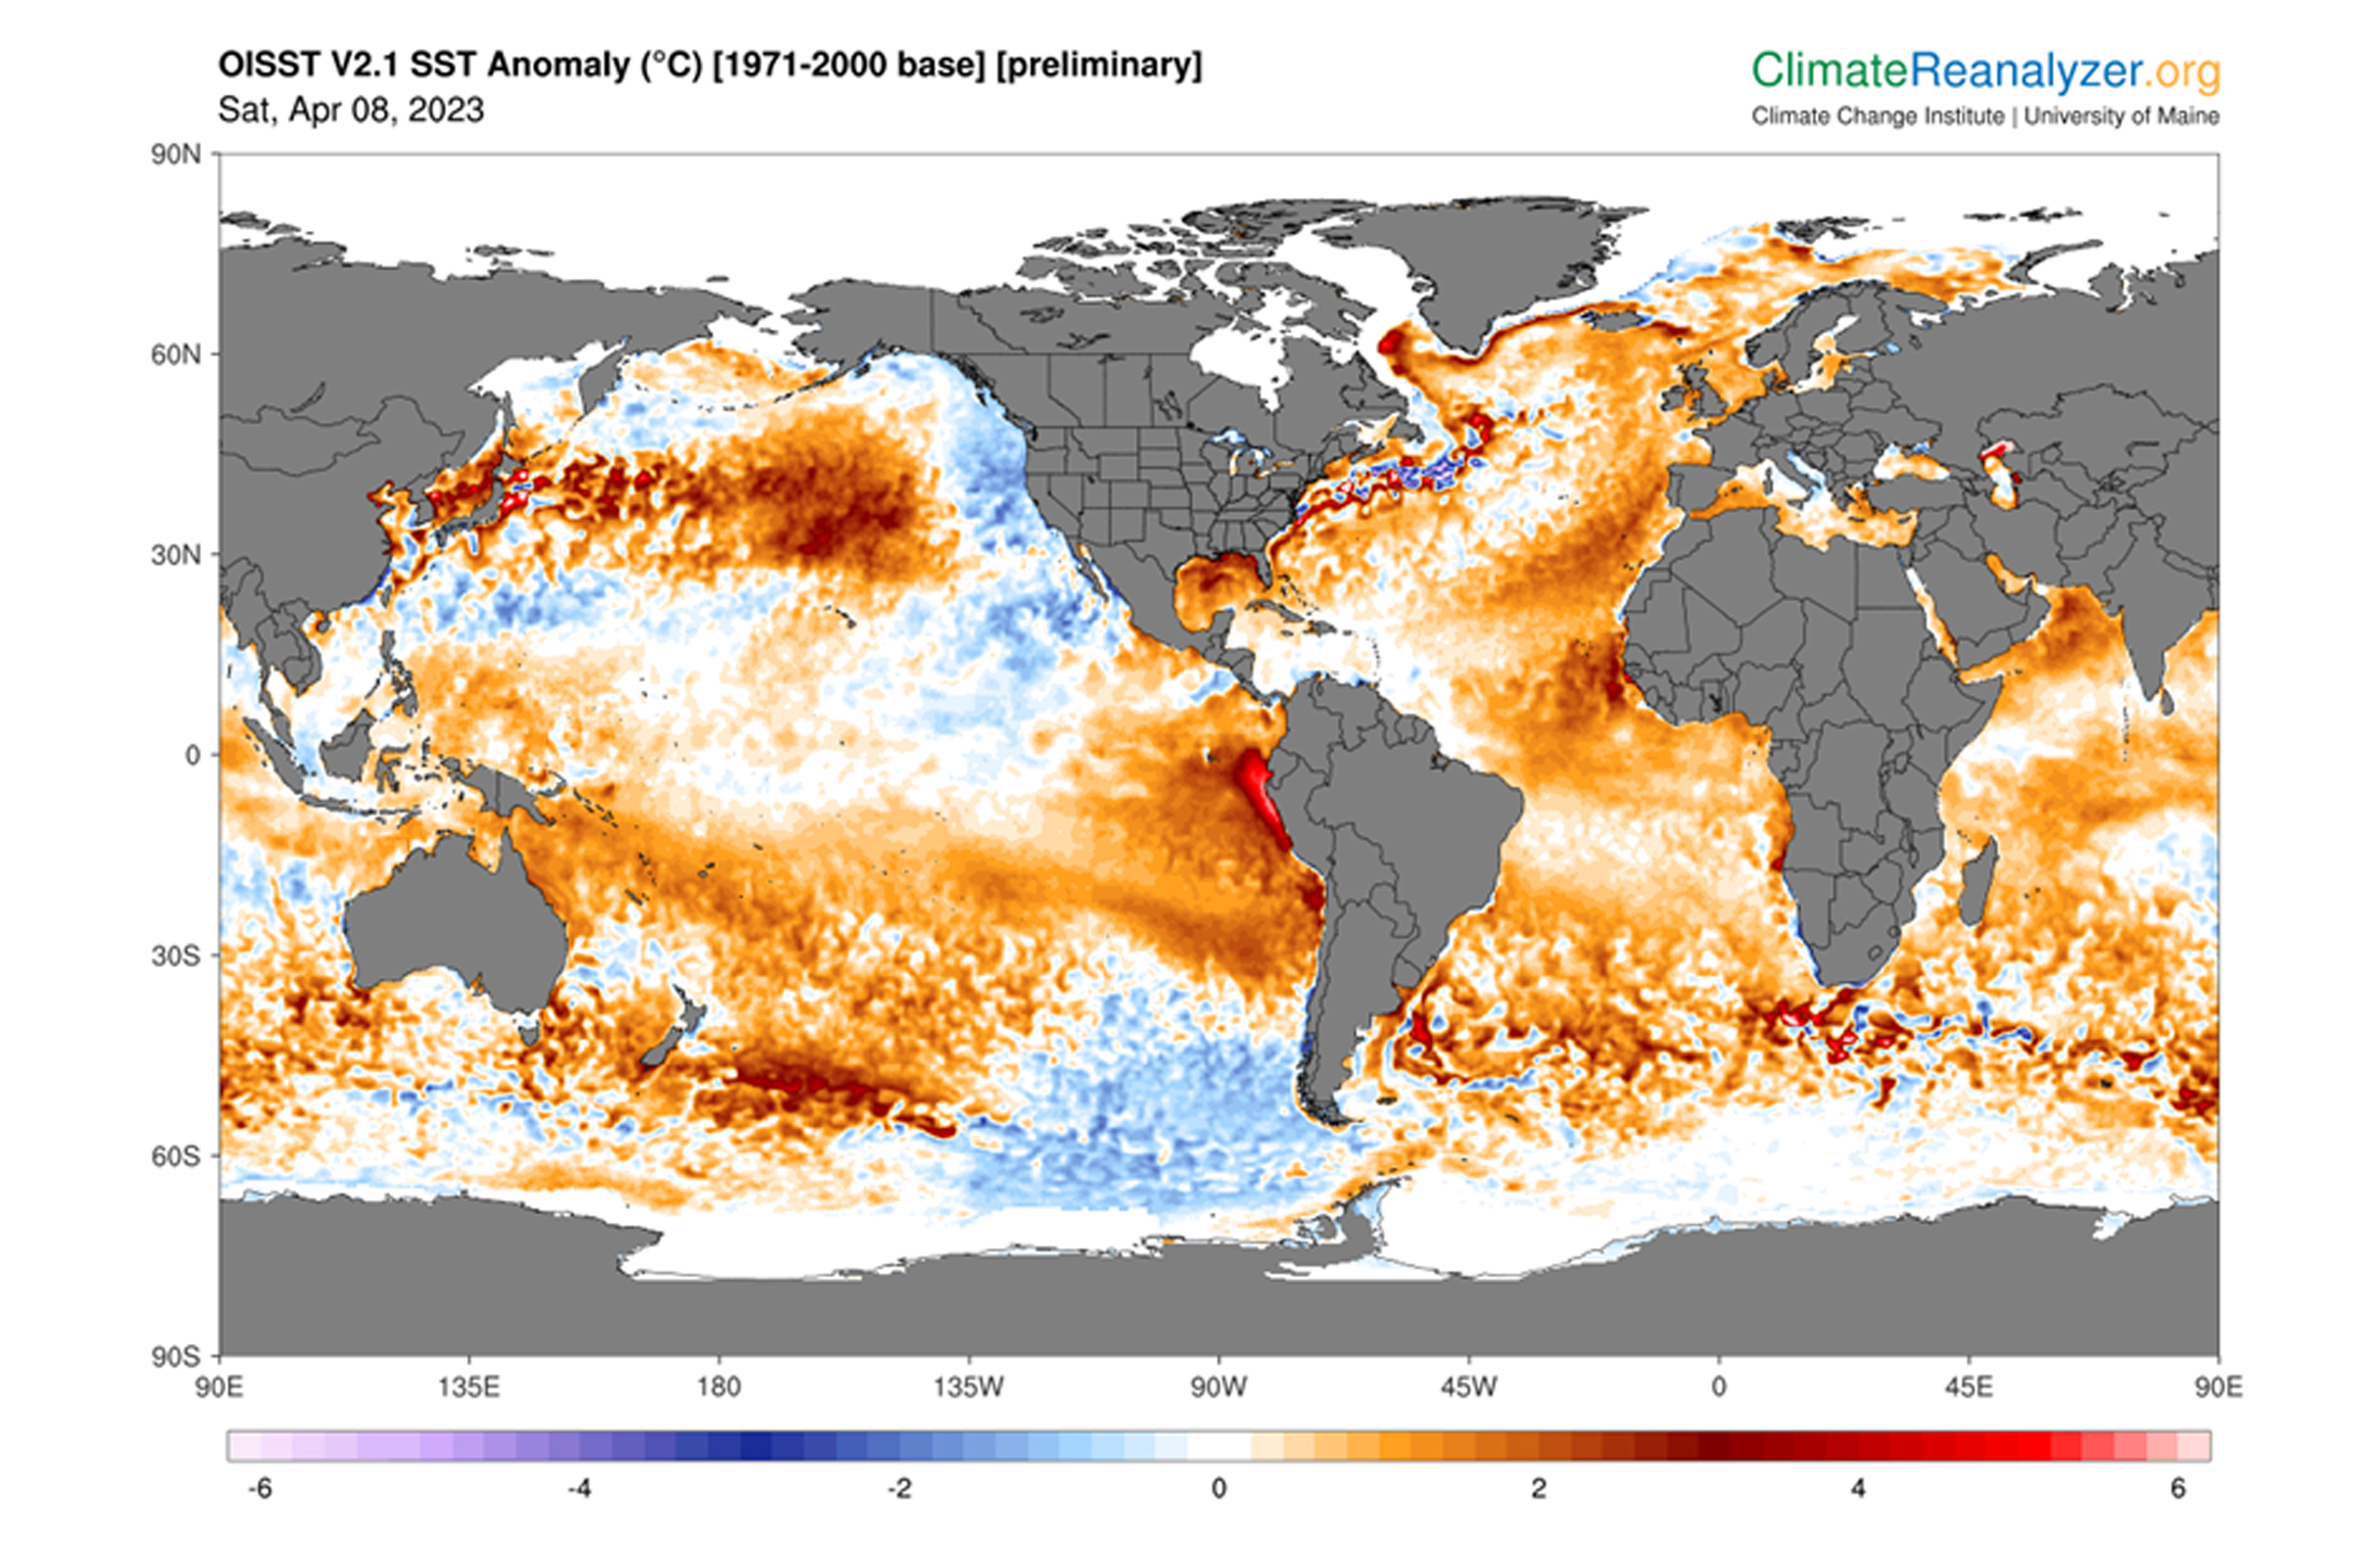 OISST V2.1 SST Anomaly (°C) [1971-2000 base] [preliminary]
Sat, Apr 08, 2023
ClimateReanalyzer.org
Climate Change Institute | University of Maine
90N
60N
30N
0
30S
60S
90S
90E 135E 180 135W 90W 45W 0 45E 90E
-6 -4 -2 0 2 4 6